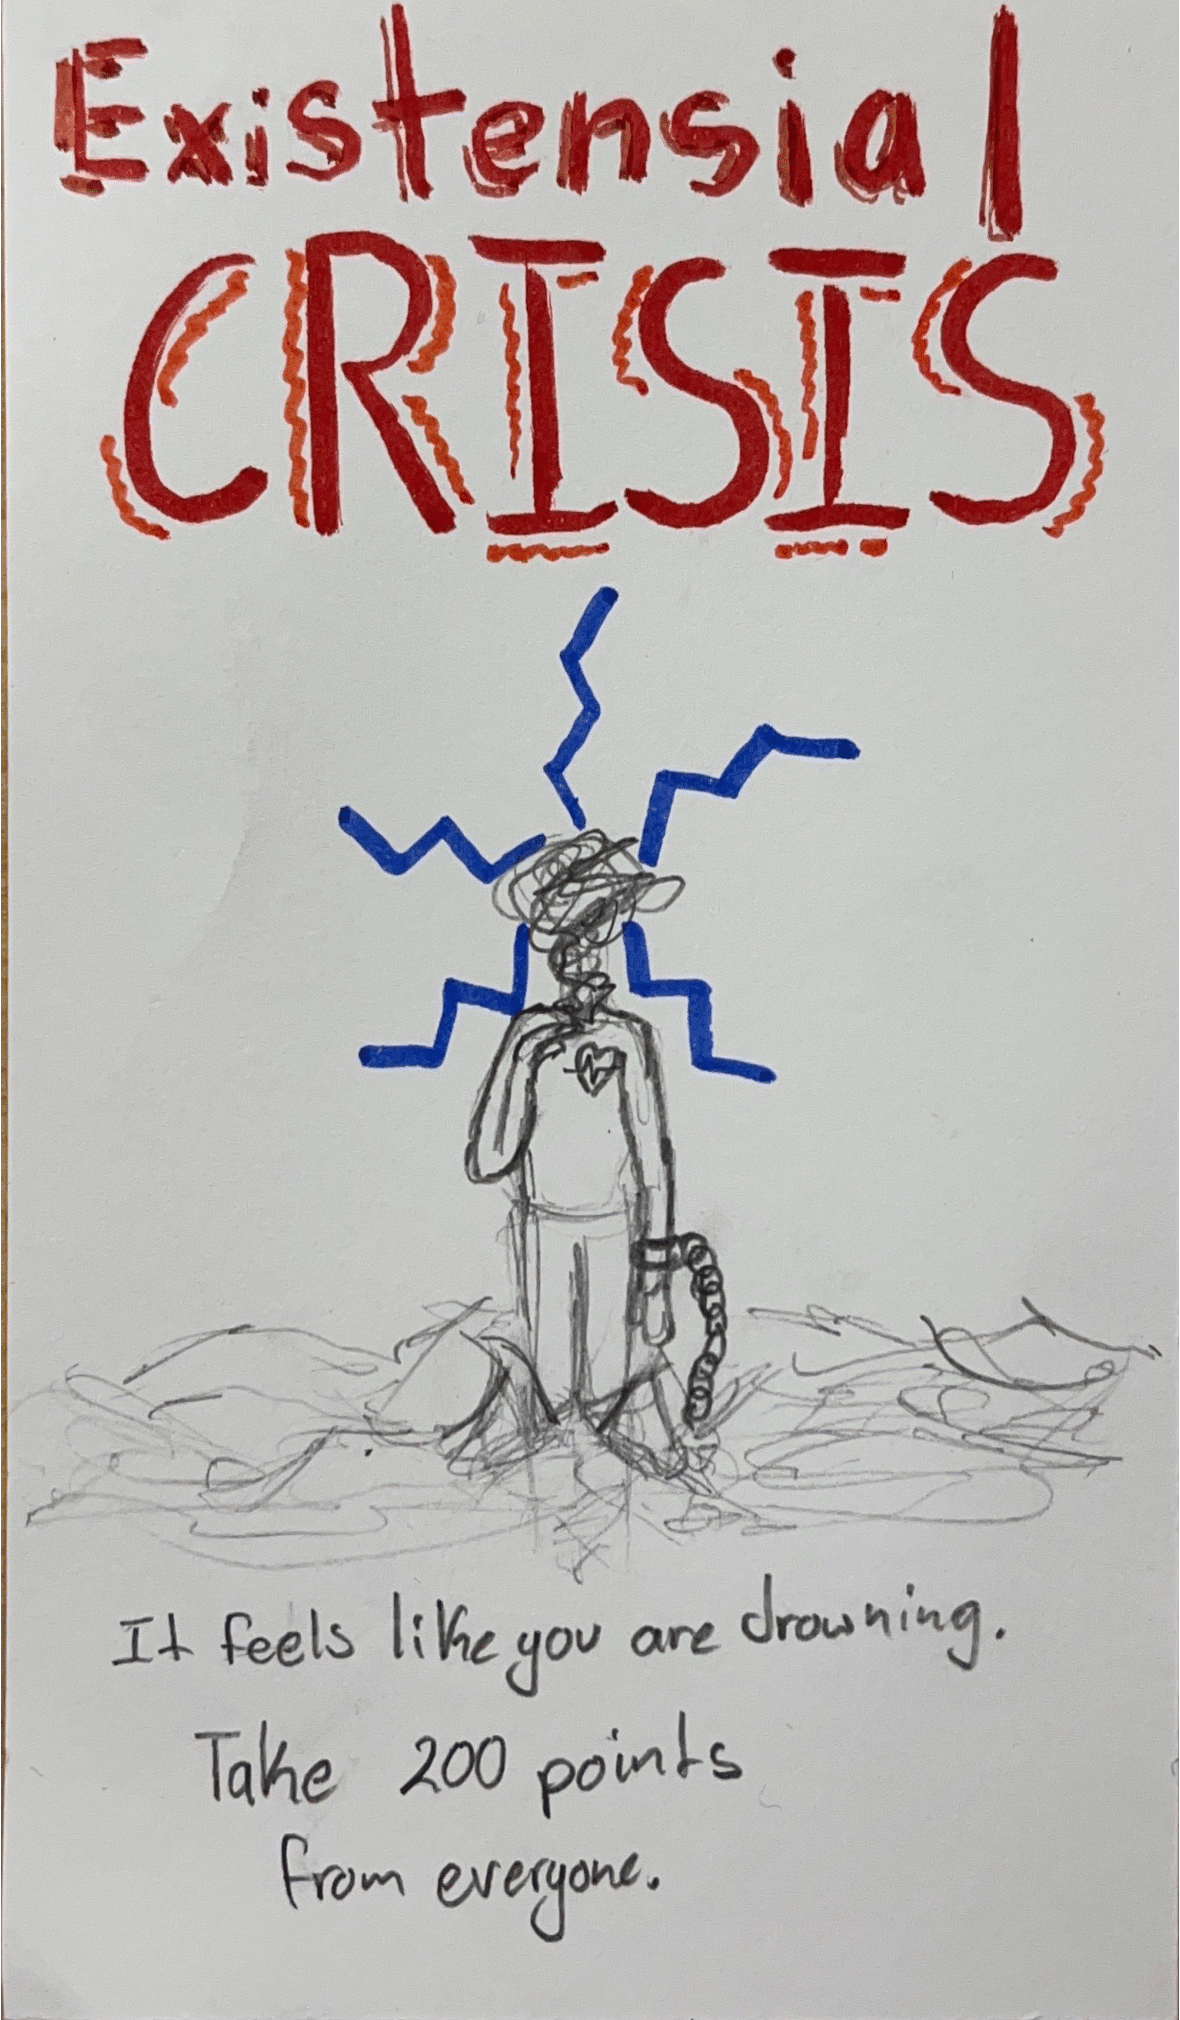 Existensial
CRISIS
It feels like you are drowning.
Take 200 points
from everyone.